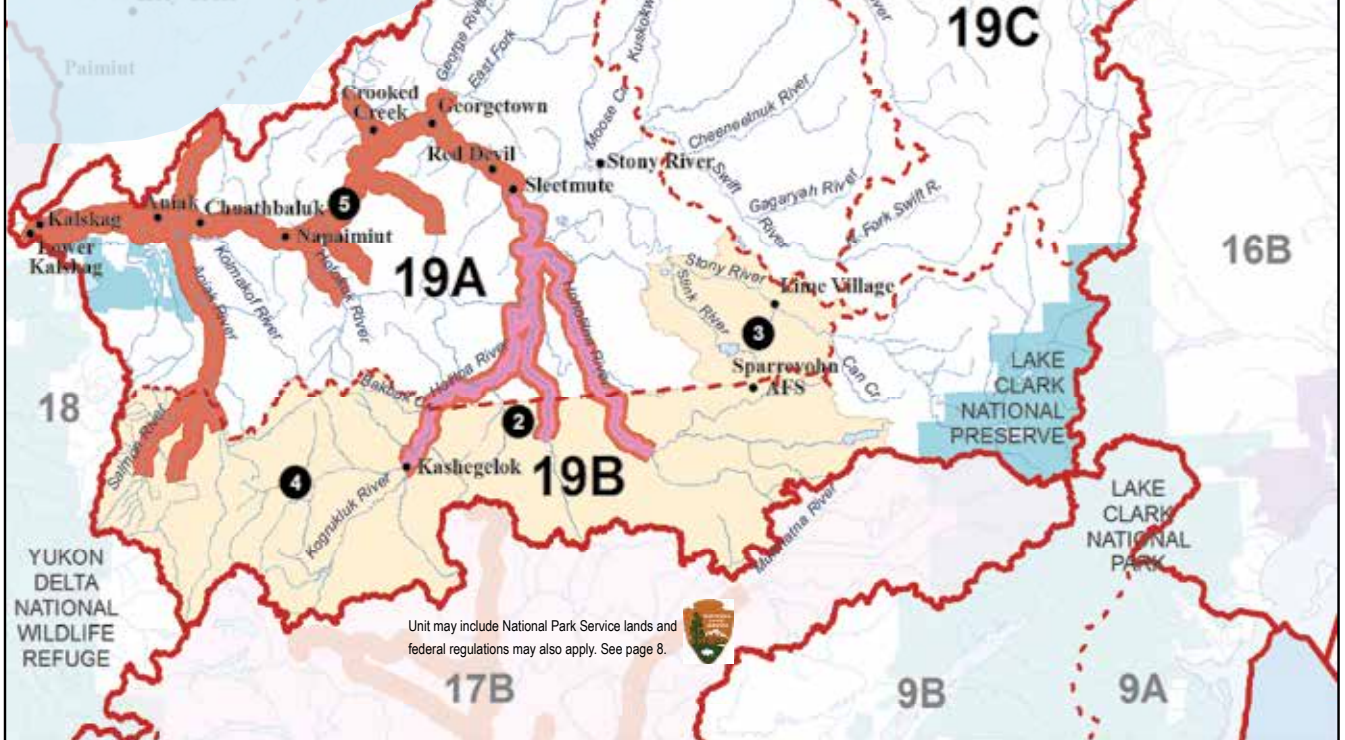 George River
East Fork
Kuskokw
River
19C
Paimiut
Crooked
Creek
Georgetown
Moose Cr.
Cheeneetnuk River
Red Devil
Stony River
Swift
River
Sleetmute
Gagaryah River
Fork Swift R.
Kalskag
Aniak
Chuathbaluk
5
Lower
Kalskag
Napaimiut
16B
19A
Aniak River
Kolmakof River
Holokuk River
Holitna River
Hoholitna River
Stony River
Stink River
Lime Village
3
Sparrevohn
AFS
Can Cr
LAKE
CLARK
NATIONAL
PRESERVE
18
Bakbuk Cr.
2
Salmon River
Kashegelok
19B
4
Kogrukluk River
Mulchatna River
LAKE
CLARK
NATIONAL
PARK
YUKON
DELTA
NATIONAL
WILDLIFE
REFUGE
Unit may include National Park Service lands and
federal regulations may also apply. See page 8.
17B
9B
9A